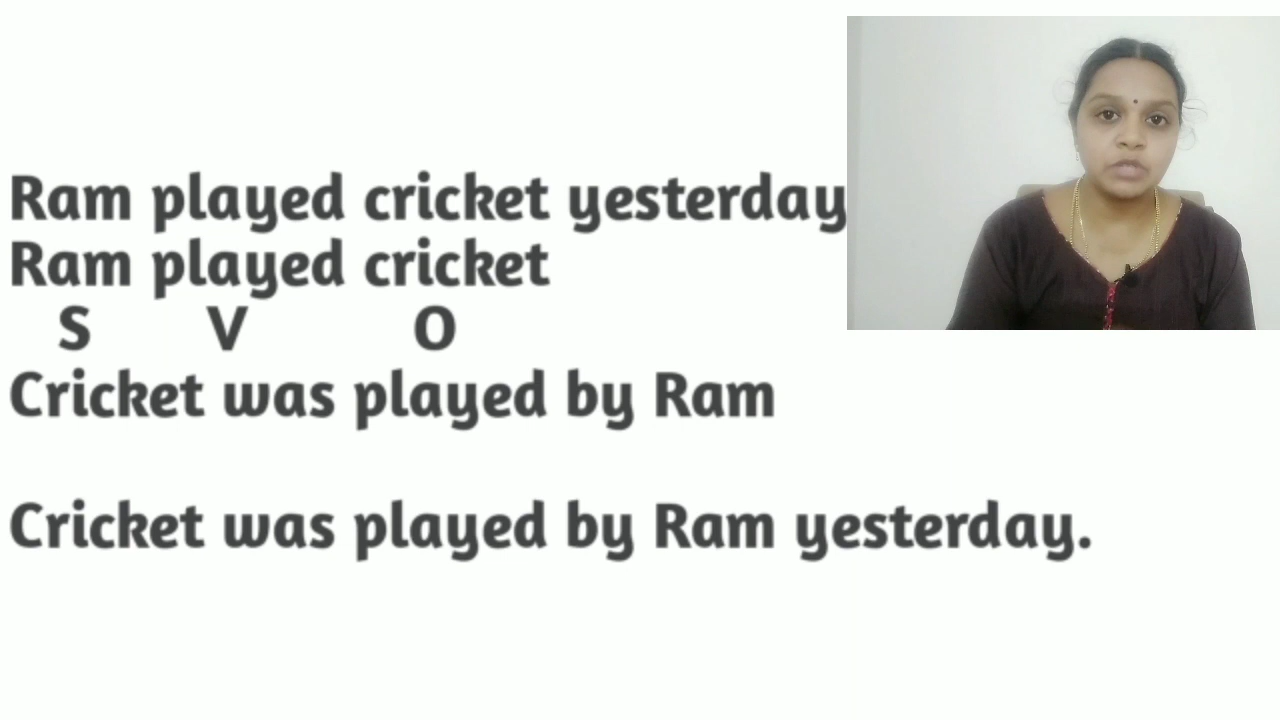 Ram played cricket yesterday
Ram played cricket
S V O
Cricket was played by Ram
Cricket was played by Ram yesterday.